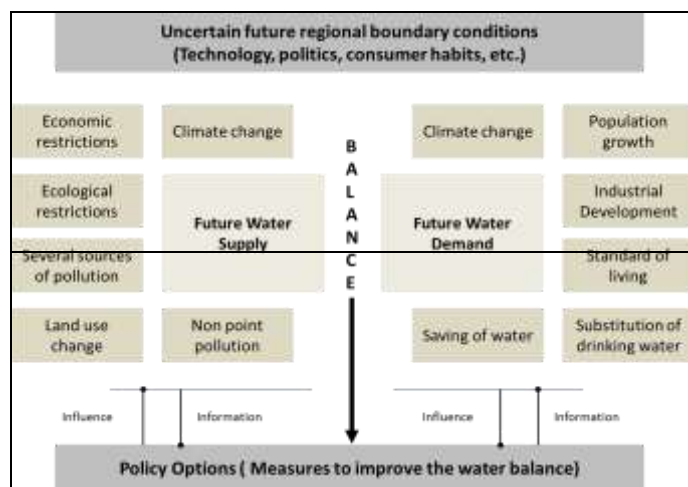 Uncertain future regional boundary conditions
(Technology, politics, consumer habits, etc.)
Economic
restrictions
Climate change
Ecological
restrictions
Future Water
Supply
Several sources
of pollution
Land use
change
Non point
pollution
B
A
L
A
N
C
E
Climate change
Population
growth
Future Water
Demand
Industrial
Development
Standard of
living
Saving of water
Substitution of
drinking water
Influence
Information
Influence
Information
Policy Options ( Measures to improve the water balance)